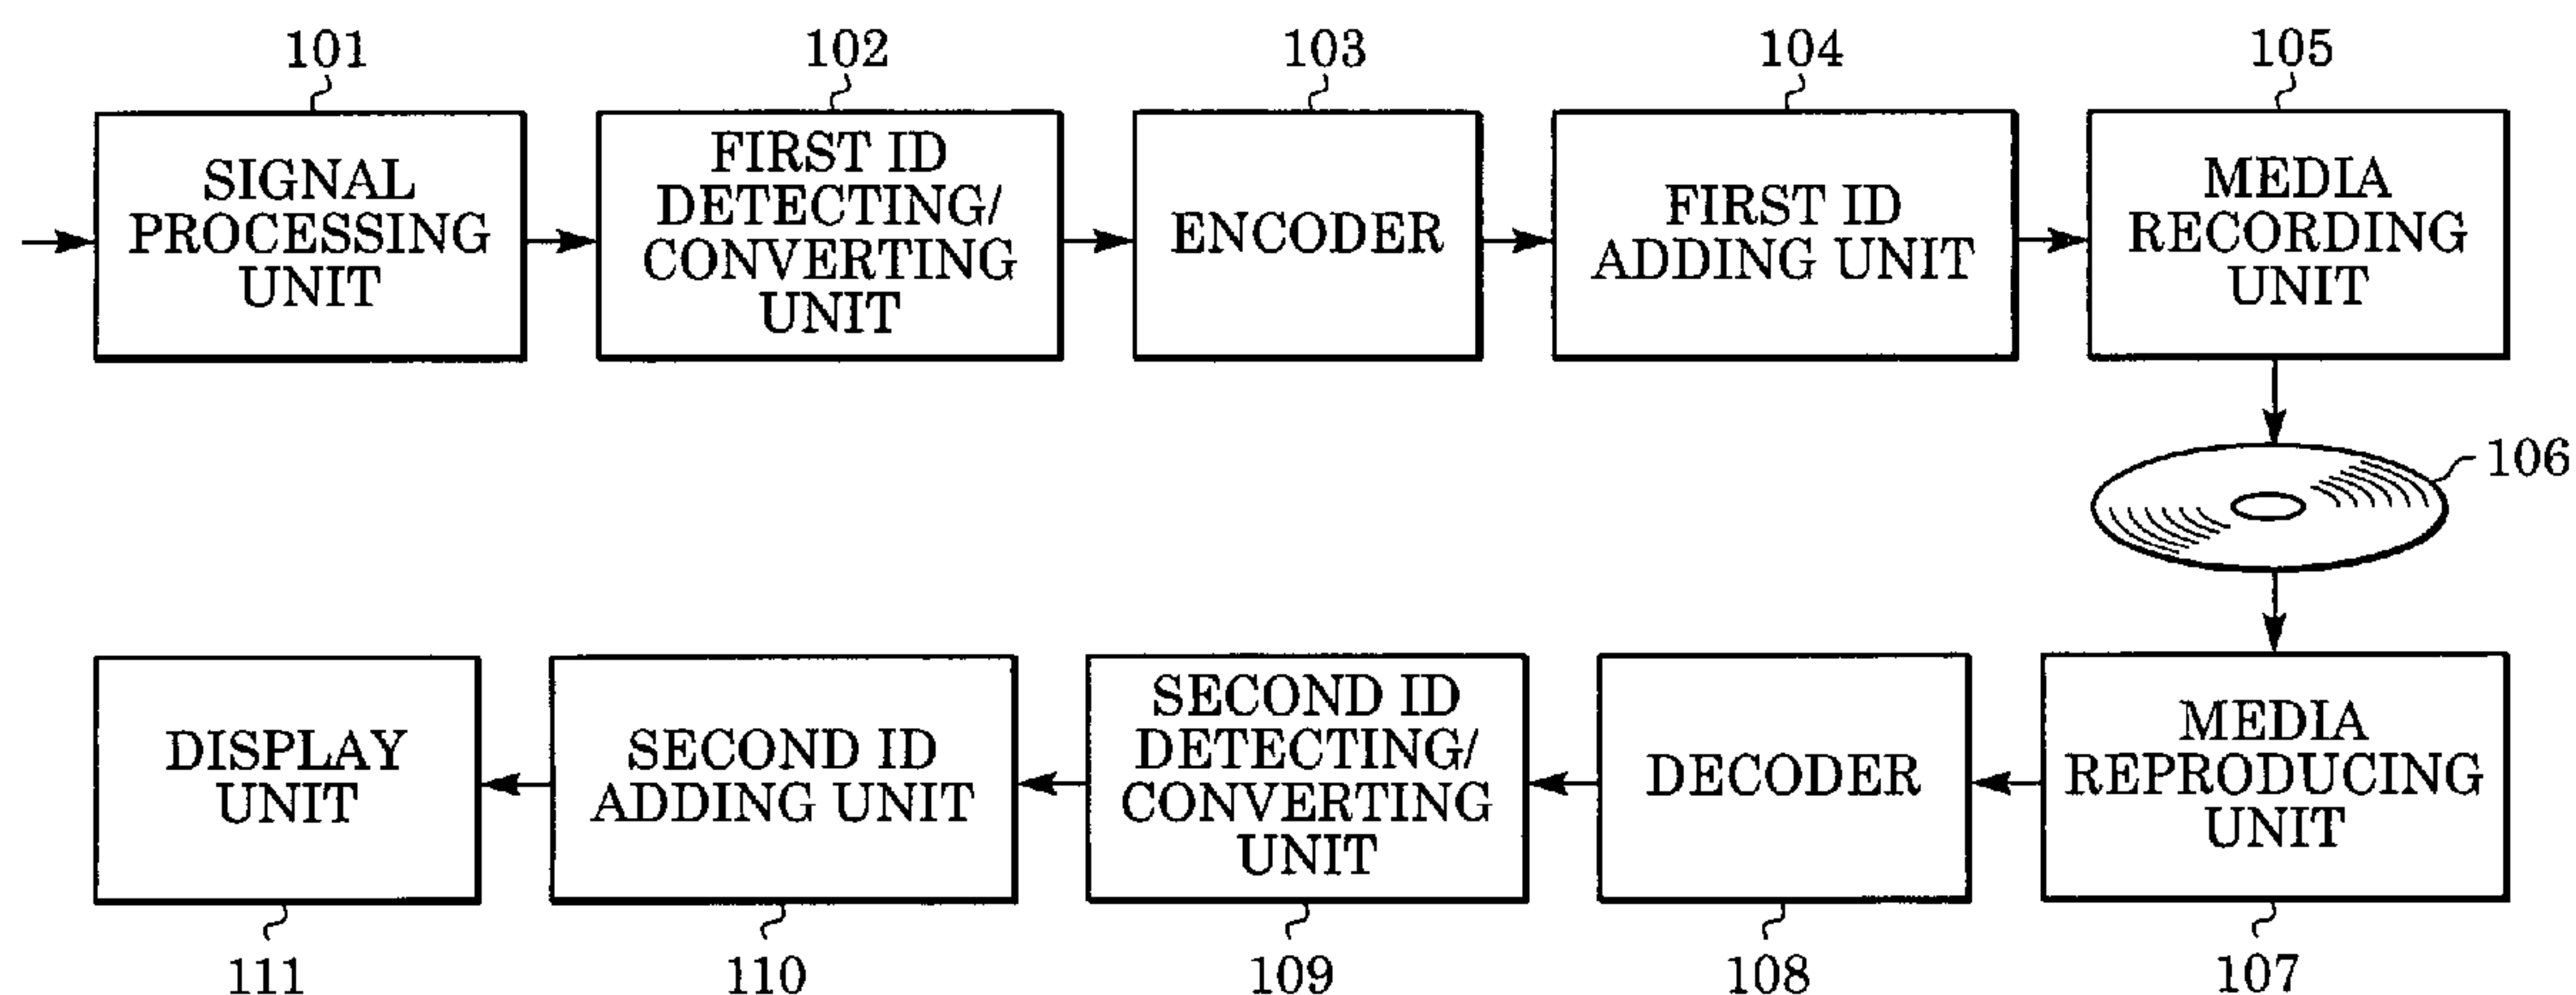 101
102
103
104
105
SIGNAL
PROCESSING
UNIT
FIRST ID
DETECTING/
CONVERTING
UNIT
ENCODER
FIRST ID
ADDING UNIT
MEDIA
RECORDING
UNIT
106
DISPLAY
UNIT
SECOND ID
ADDING UNIT
SECOND ID
DETECTING/
CONVERTING
UNIT
DECODER
MEDIA
REPRODUCING
UNIT
111
110
109
108
107